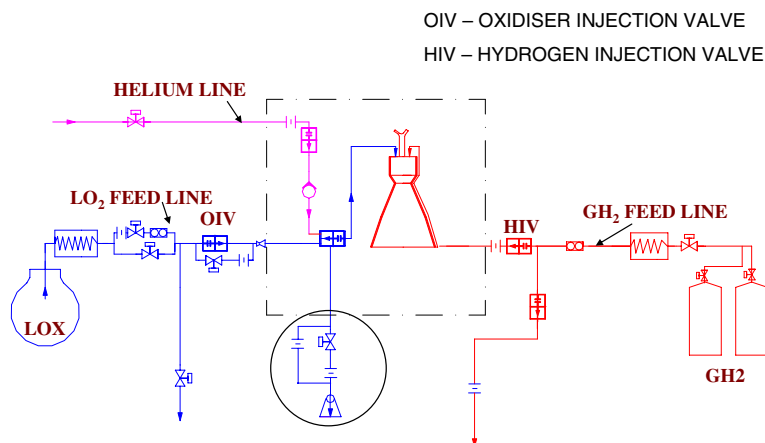 OIV – OXIDISER INJECTION VALVE
HIV – HYDROGEN INJECTION VALVE
HELIUM LINE
LO₂ FEED LINE
OIV
HIV
GH₂ FEED LINE
LOX
GH2